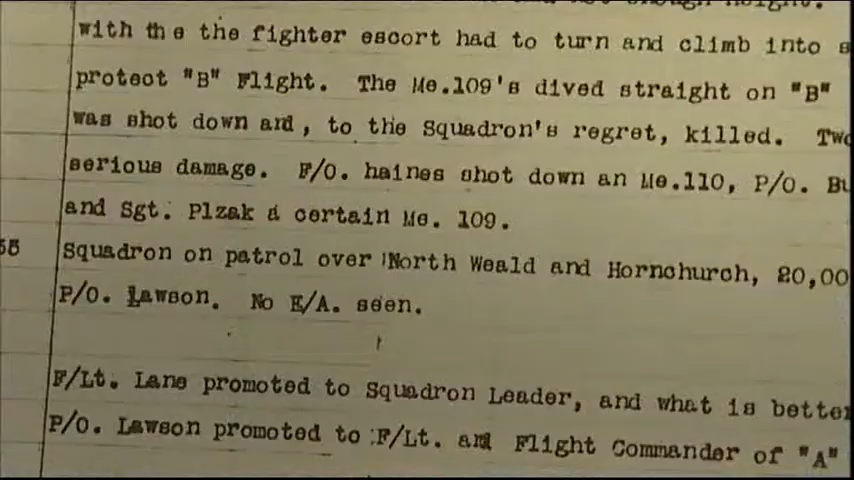 with the the fighter escort had to turn and climb into s
protect "B" Flight. The Me.109's dived straight on "B"
was shot down and, to the Squadron's regret, killed. Two
serious damage. F/O. haines shot down an Me.110, P/O. Bu
and Sgt. Plzak a certain Me. 109.
55 Squadron on patrol over North Weald and Hornchurch, 20,00
P/O. Lawson. No E/A. seen.
F/Lt. Lane promoted to Squadron Leader, and what is better
P/O. Lawson promoted to F/Lt. and Flight Commander of "A"